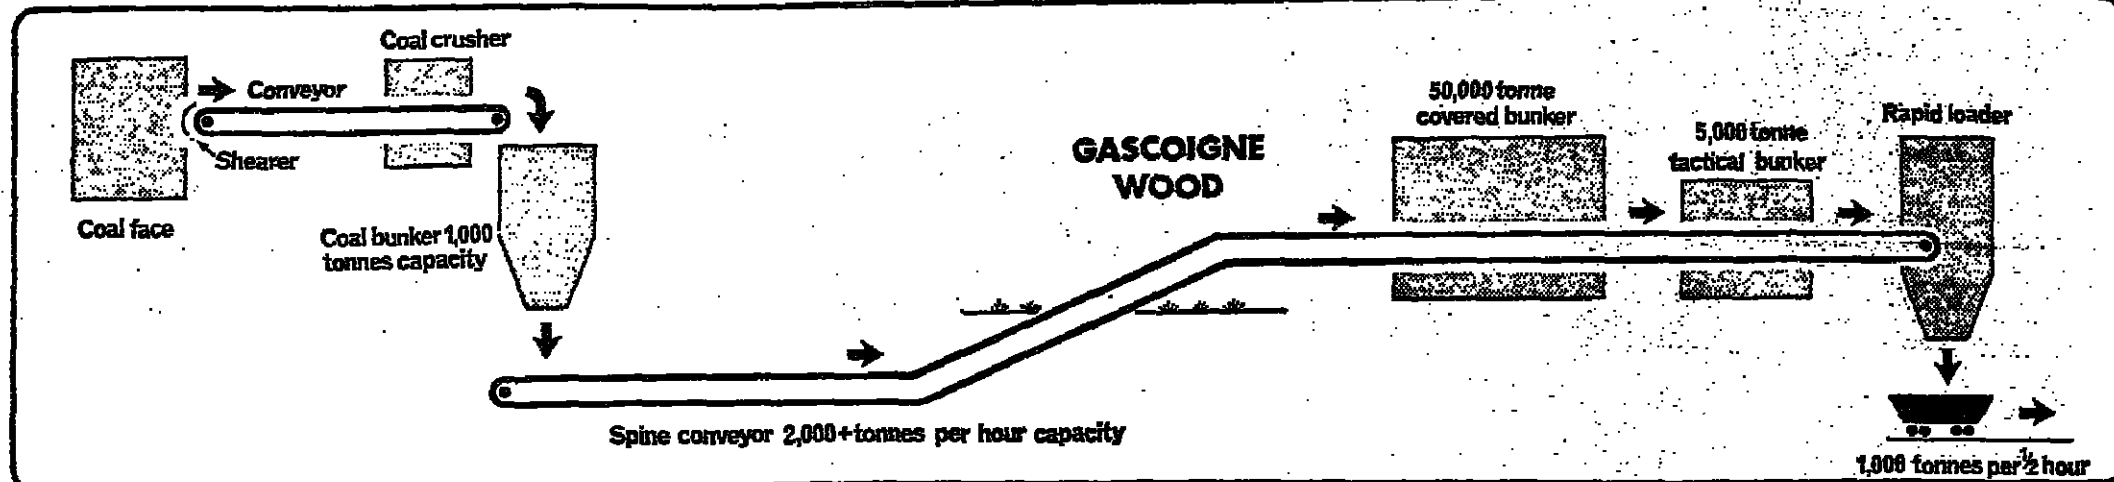 Coal crusher
Conveyor
Shearer
Coal face
Coal bunker 1,000
tonnes capacity
GASCOIGNE
WOOD
50,000 tonne
covered bunker
5,000 tonne
tactical bunker
Rapid loader
Spine conveyor 2,000+tonnes per hour capacity
1,000 tonnes per ½ hour